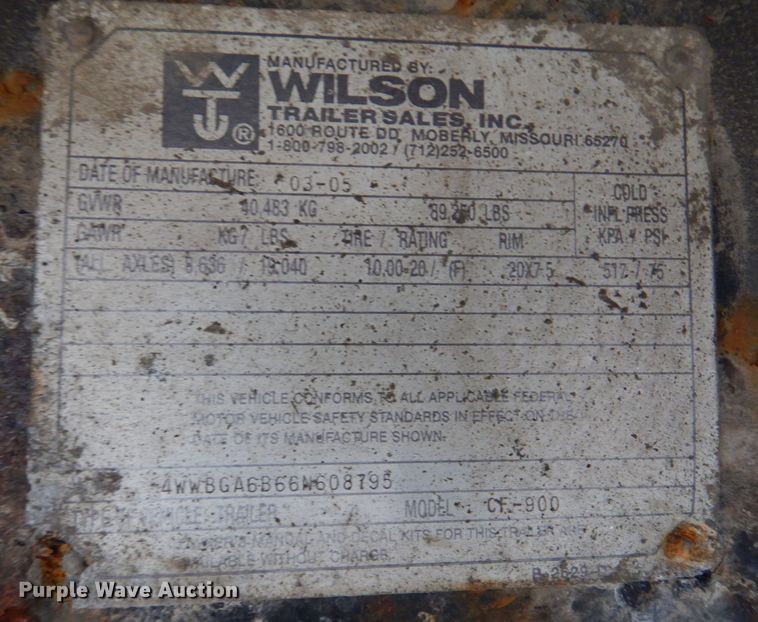 MANUFACTURED BY:
WILSON
TRAILER SALES, INC.
1600 ROUTE DD, MOBERLY, MISSOURI 65270
1-800-798-2002 / (712)252-6500
DATE OF MANUFACTURE 03-05
COLD
INFL PRESS
KPA / PSI
GVWR 40,483 KG LBS
GAWR KG / LBS TIRE / RATING RIM
(ALL AXLES) 8,636 / 19,040 10.00-20 / (F) 20X7.5 517 / 75
THIS VEHICLE CONFORMS TO ALL APPLICABLE FEDERAL
MOTOR VEHICLE SAFETY STANDARDS IN EFFECT ON THE
DATE OF ITS MANUFACTURE SHOWN.
4WWBGA6B66N608795
TRAILER MODEL CF-900
MANUAL AND DECAL KITS FOR THIS TRAILER ARE
AVAILABLE WITHOUT CHARGE.
Purple Wave Auction